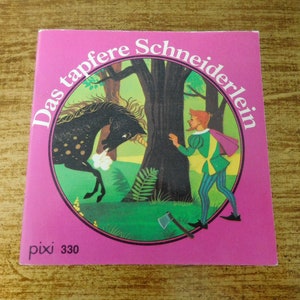 Das tapfere Schneiderlein
pixi 330